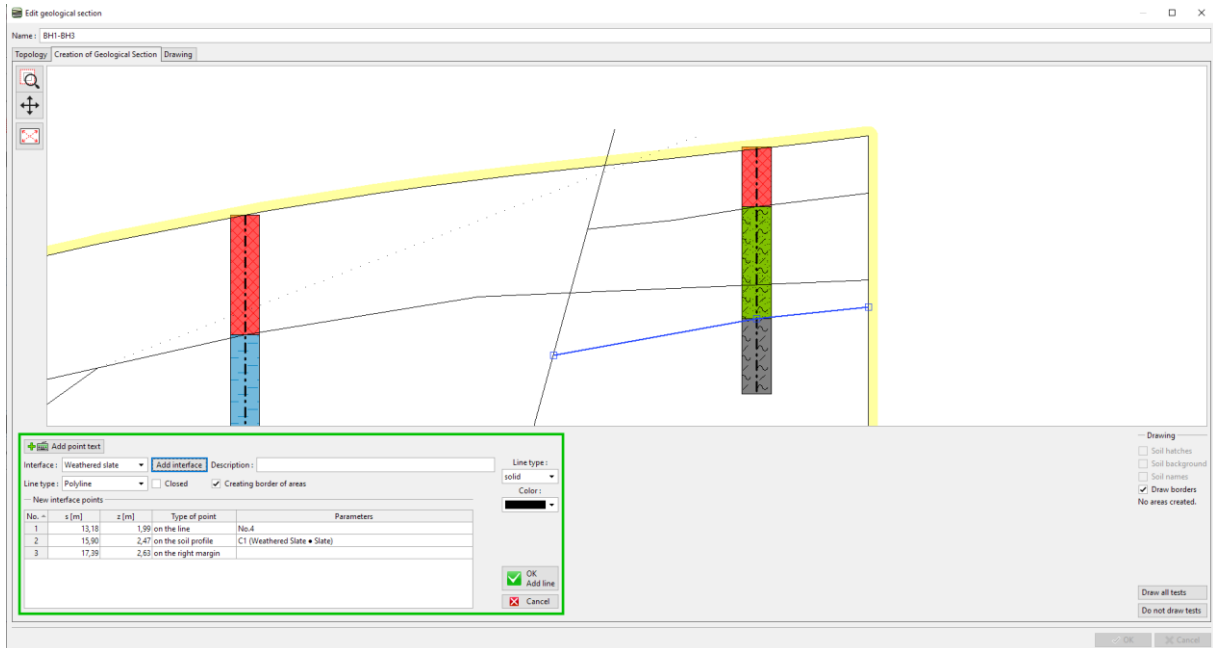 Edit geological section
Name : BH1-BH3
Topology Creation of Geological Section Drawing
Add point text
Interface : Weathered slate Add interface Description :
Line type : Polyline Closed Creating border of areas
Line type :
solid
Color :
New interface points
No. s [m] z [m] Type of point Parameters
1 13,18 1,99 on the line No.4
2 15,90 2,47 on the soil profile C1 (Weathered Slate ● Slate)
3 17,39 2,63 on the right margin
OK
Add line
Cancel
Drawing
Soil hatches
Soil background
Soil names
Draw borders
No areas created.
Draw all tests
Do not draw tests
OK Cancel